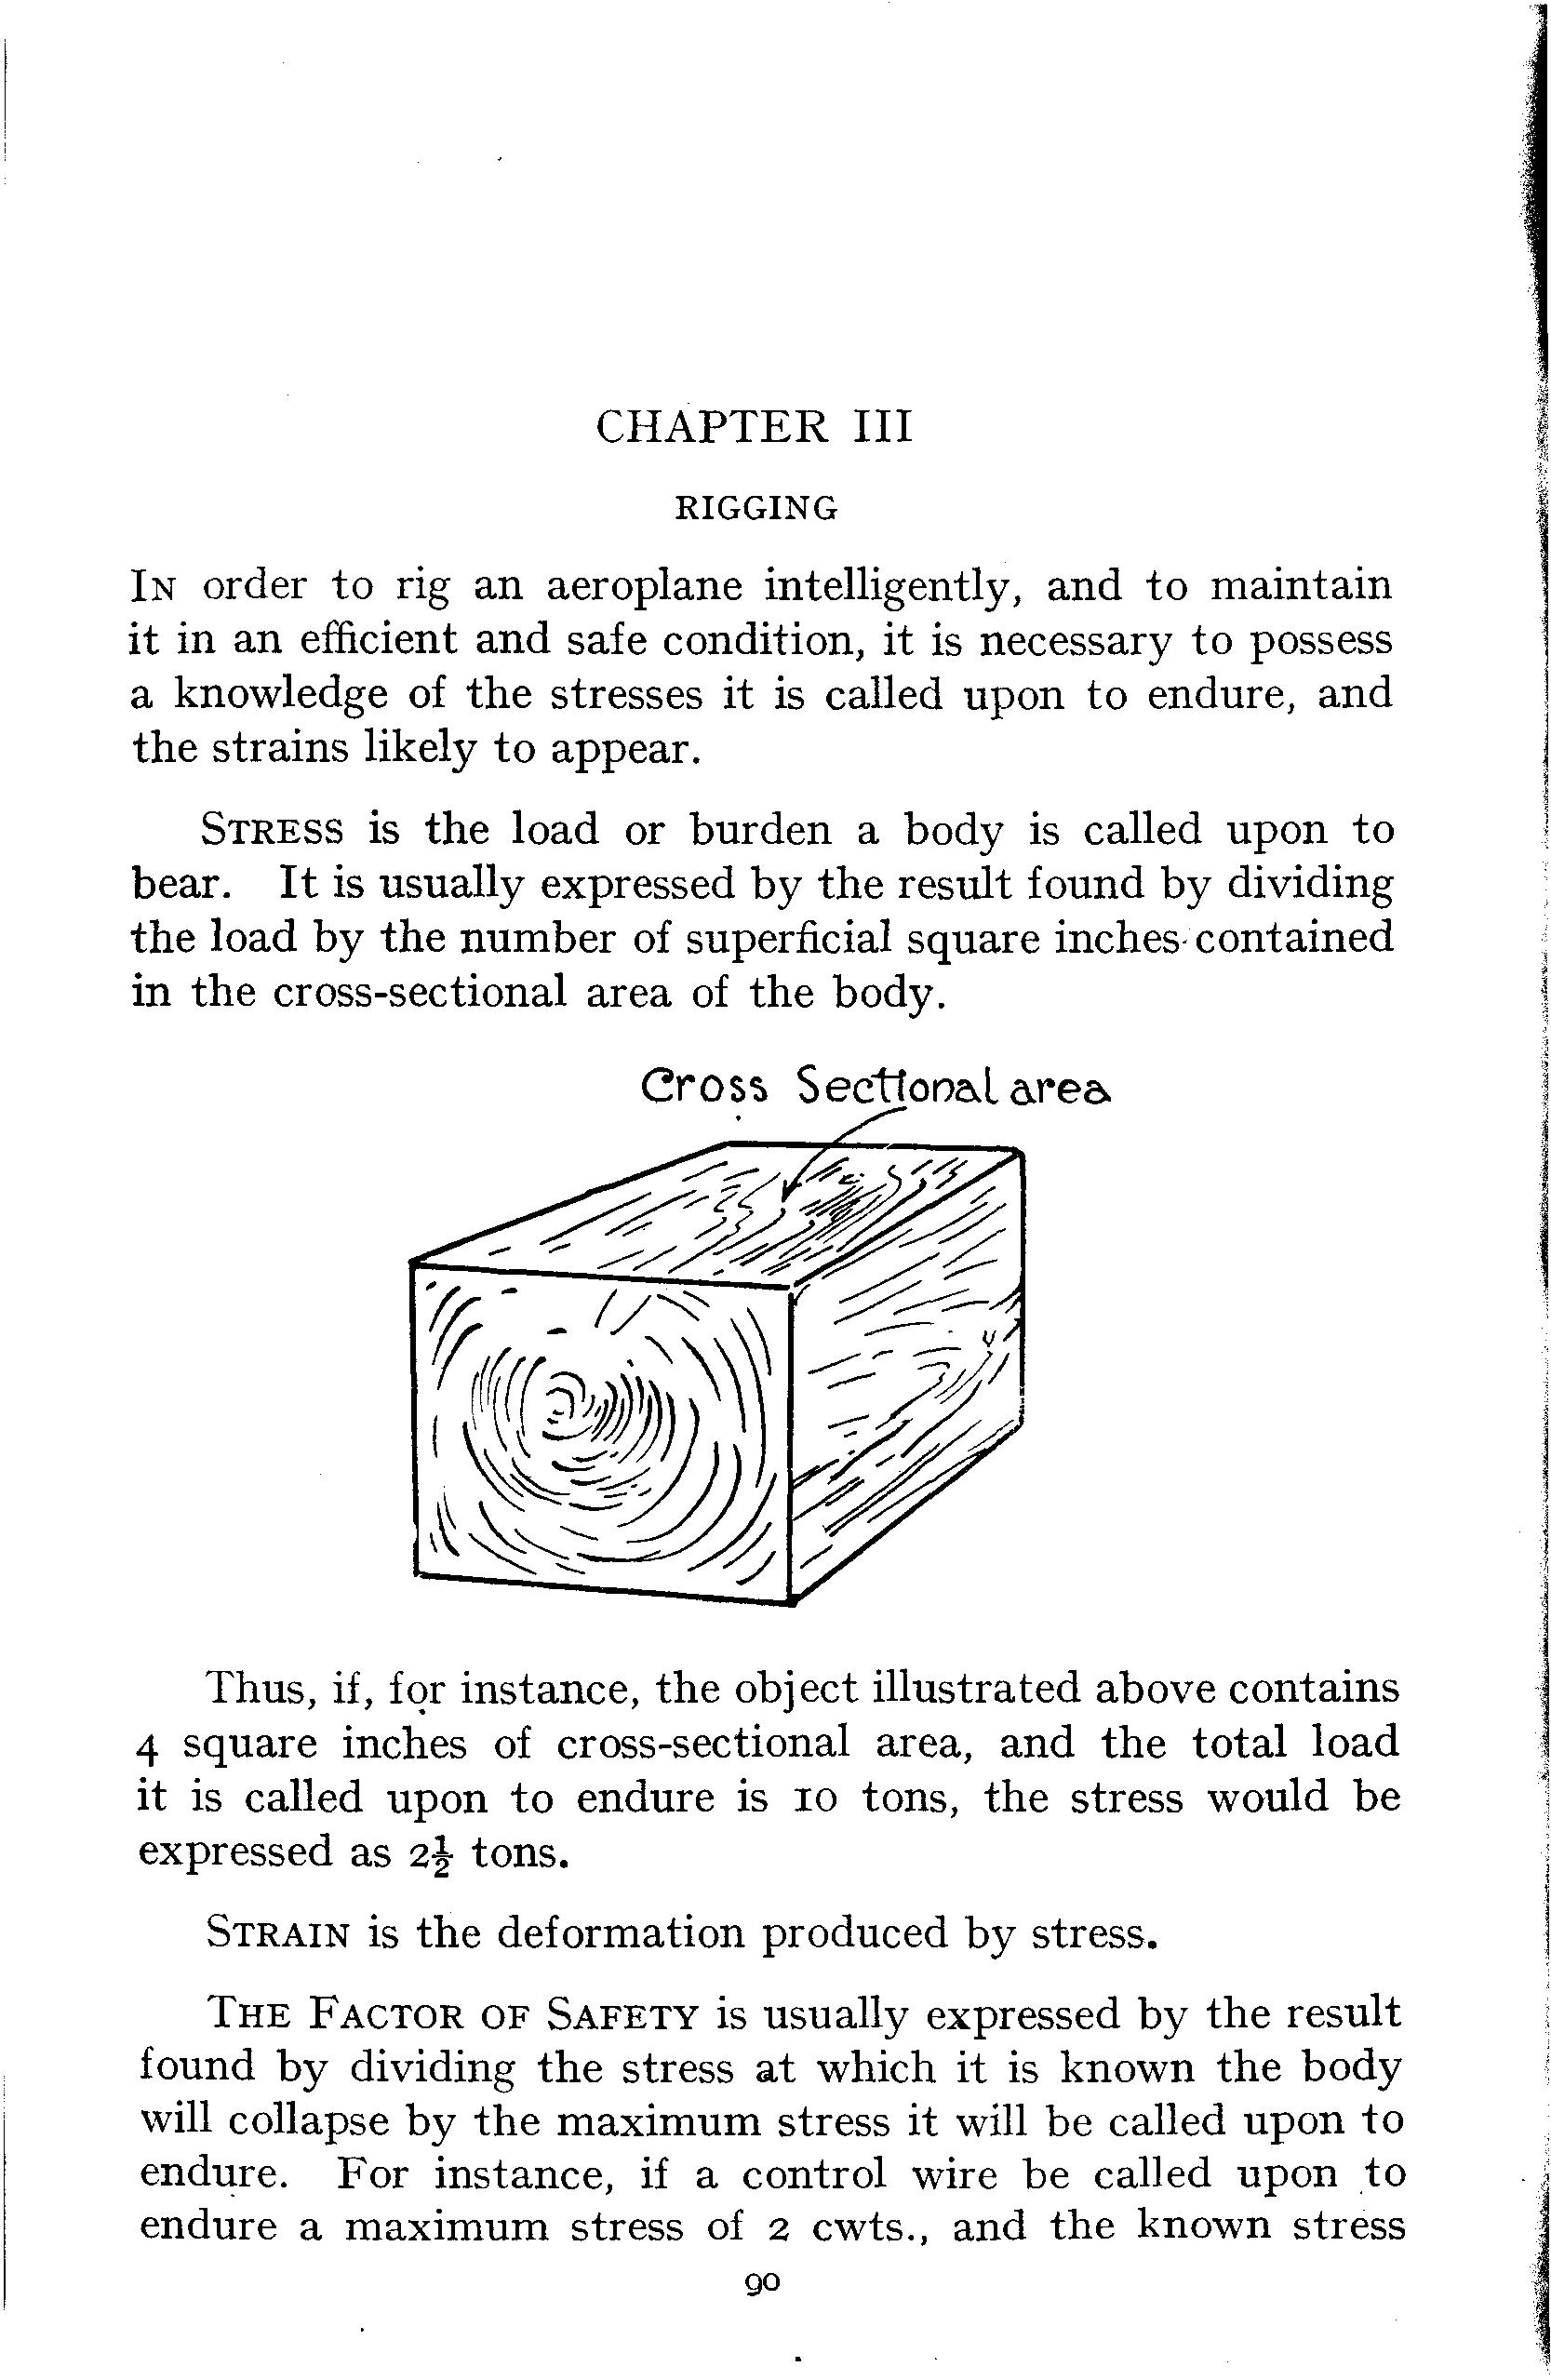 CHAPTER III
RIGGING
IN order to rig an aeroplane intelligently, and to maintain
it in an efficient and safe condition, it is necessary to possess
a knowledge of the stresses it is called upon to endure, and
the strains likely to appear.
STRESS is the load or burden a body is called upon to
bear. It is usually expressed by the result found by dividing
the load by the number of superficial square inches contained
in the cross-sectional area of the body.
Cross Sectional area
Thus, if, for instance, the object illustrated above contains
4 square inches of cross-sectional area, and the total load
it is called upon to endure is 10 tons, the stress would be
expressed as 2½ tons.
STRAIN is the deformation produced by stress.
THE FACTOR OF SAFETY is usually expressed by the result
found by dividing the stress at which it is known the body
will collapse by the maximum stress it will be called upon to
endure. For instance, if a control wire be called upon to
endure a maximum stress of 2 cwts., and the known stress
90